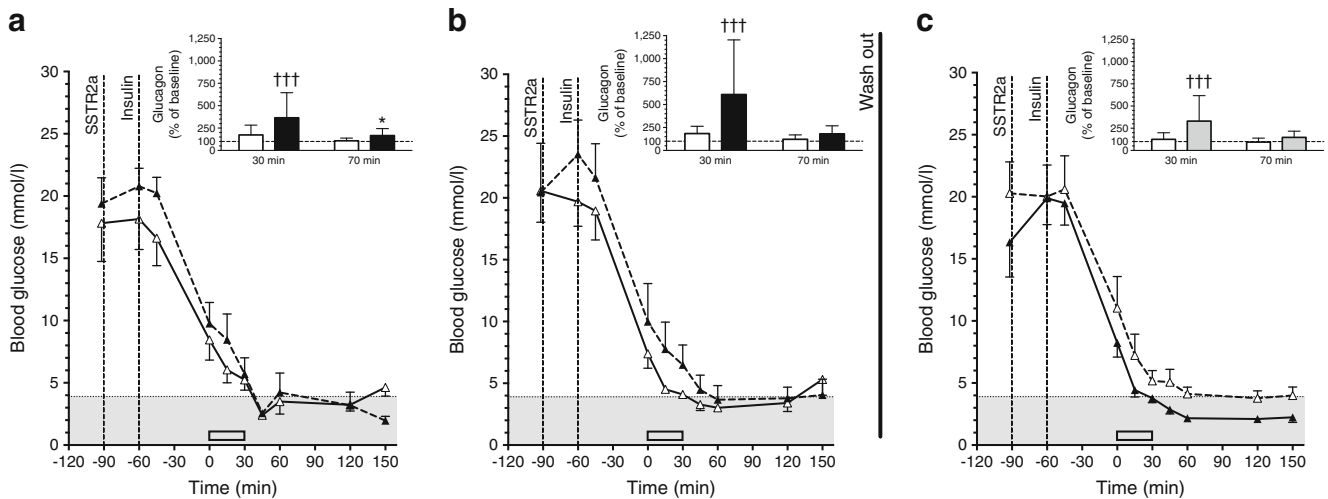 a
Glucagon
(% of baseline)
1,250
1,000
750
500
250
100
0
†††
*
30 min
70 min
SSTR2a
Insulin
Blood glucose (mmol/l)
30
25
20
15
10
5
0
-120 -90 -60 -30 0 30 60 90 120 150
Time (min)
b
Glucagon
(% of baseline)
1,250
1,000
750
500
250
100
0
†††
30 min
70 min
SSTR2a
Insulin
Blood glucose (mmol/l)
30
25
20
15
10
5
0
-120 -90 -60 -30 0 30 60 90 120 150
Time (min)
Wash out
c
Glucagon
(% of baseline)
1,250
1,000
750
500
250
100
0
†††
30 min
70 min
SSTR2a
Insulin
Blood glucose (mmol/l)
30
25
20
15
10
5
0
-120 -90 -60 -30 0 30 60 90 120 150
Time (min)